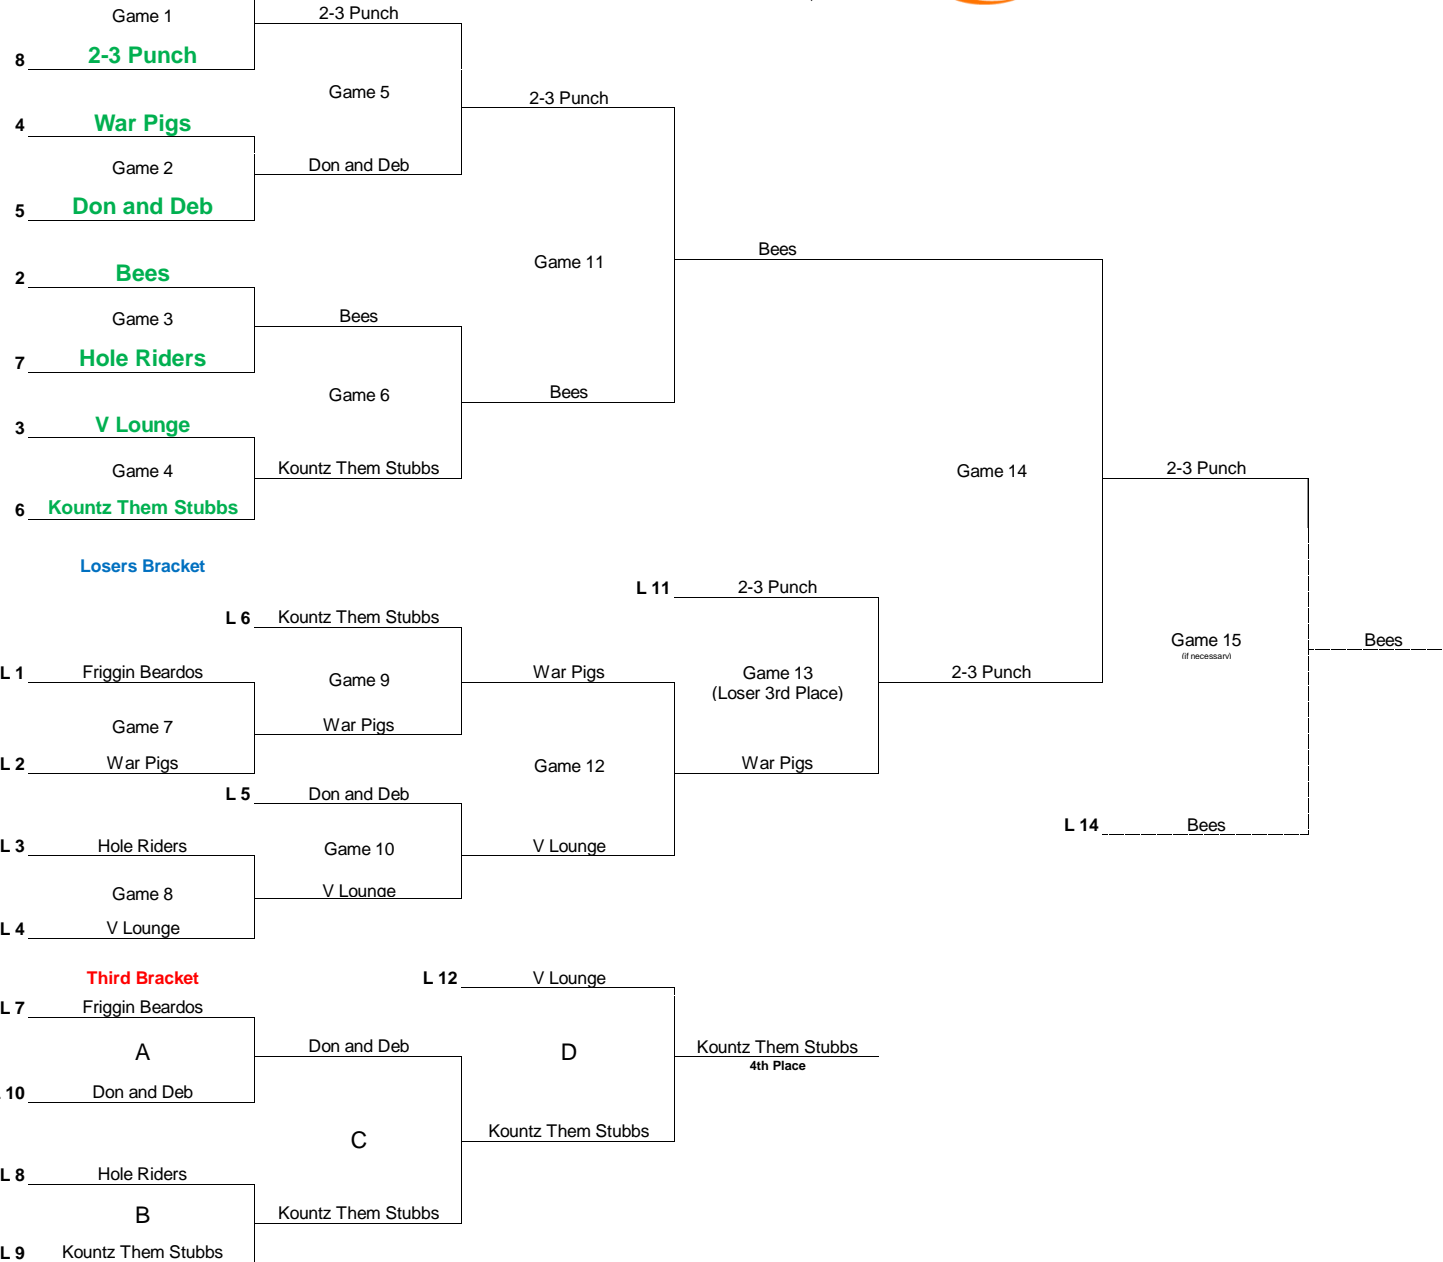 Game 1
2-3 Punch
8 2-3 Punch
Game 5
2-3 Punch
4 War Pigs
Game 2
Don and Deb
5 Don and Deb
Bees
Game 11
2 Bees
Game 3
Bees
7 Hole Riders
Game 6
Bees
3 V Lounge
Game 4
Kountz Them Stubbs
Game 14
2-3 Punch
6 Kountz Them Stubbs
Losers Bracket
L 11 2-3 Punch
L 6 Kountz Them Stubbs
Game 15
(if necessary)
Bees
L 1 Friggin Beardos
Game 9
War Pigs
Game 13
(Loser 3rd Place)
2-3 Punch
Game 7
War Pigs
L 2 War Pigs
Game 12
War Pigs
L 5 Don and Deb
L 14 Bees
L 3 Hole Riders
Game 10
V Lounge
Game 8
V Lounge
L 4 V Lounge
Third Bracket
L 12 V Lounge
L 7 Friggin Beardos
A
Don and Deb
D
Kountz Them Stubbs
4th Place
10 Don and Deb
C
Kountz Them Stubbs
L 8 Hole Riders
B
Kountz Them Stubbs
L 9 Kountz Them Stubbs